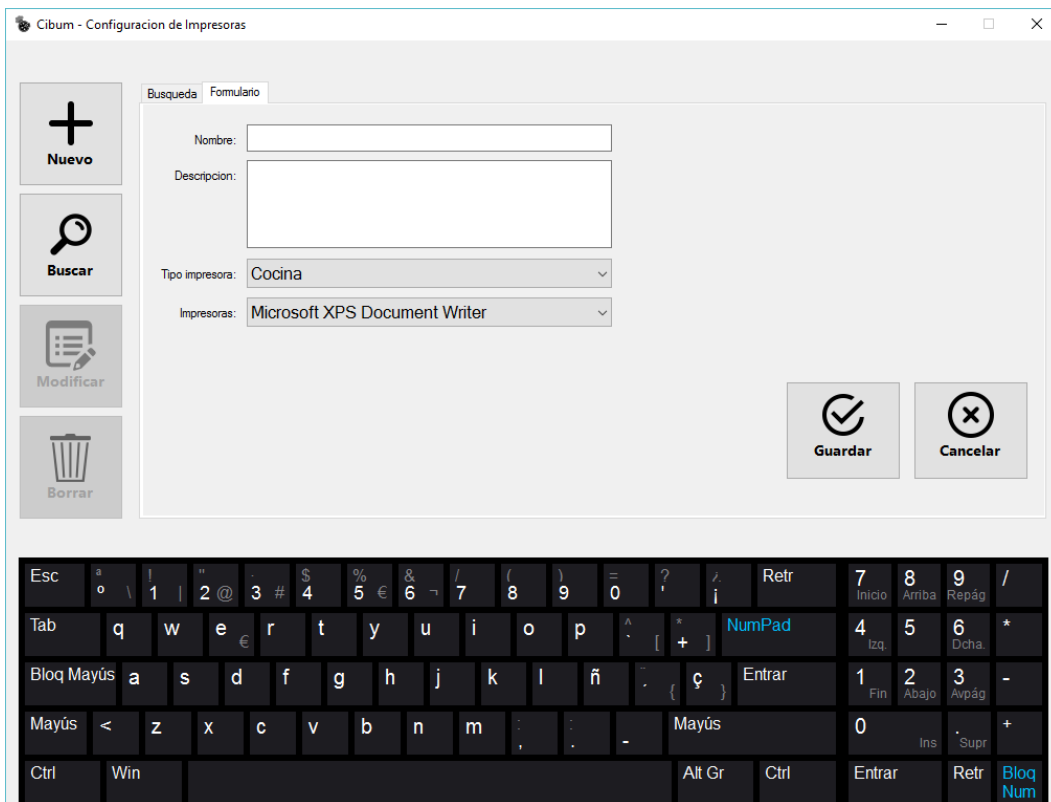 Cibum - Configuracion de Impresoras
Nuevo
Buscar
Modificar
Borrar
Busqueda Formulario
Nombre:
Descripcion:
Tipo impresora: Cocina
Impresoras: Microsoft XPS Document Writer
Guardar Cancelar
Esc ª º \ ! 1 | " 2 @ · 3 # $ 4 % 5 € & 6 ¬ / 7 ( 8 ) 9 = 0 ? ' ¿ ¡ Retr 7 Inicio 8 Arriba 9 Repág /
Tab q w e € r t y u i o p ^ ` [ * + ] NumPad 4 Izq. 5 6 Dcha. *
Bloq Mayús a s d f g h j k l ñ ¨ ´ { ç } Entrar 1 Fin 2 Abajo 3 Avpág -
Mayús < z x c v b n m ; , : . - Mayús 0 Ins . Supr +
Ctrl Win Alt Gr Ctrl Entrar Retr Bloq Num